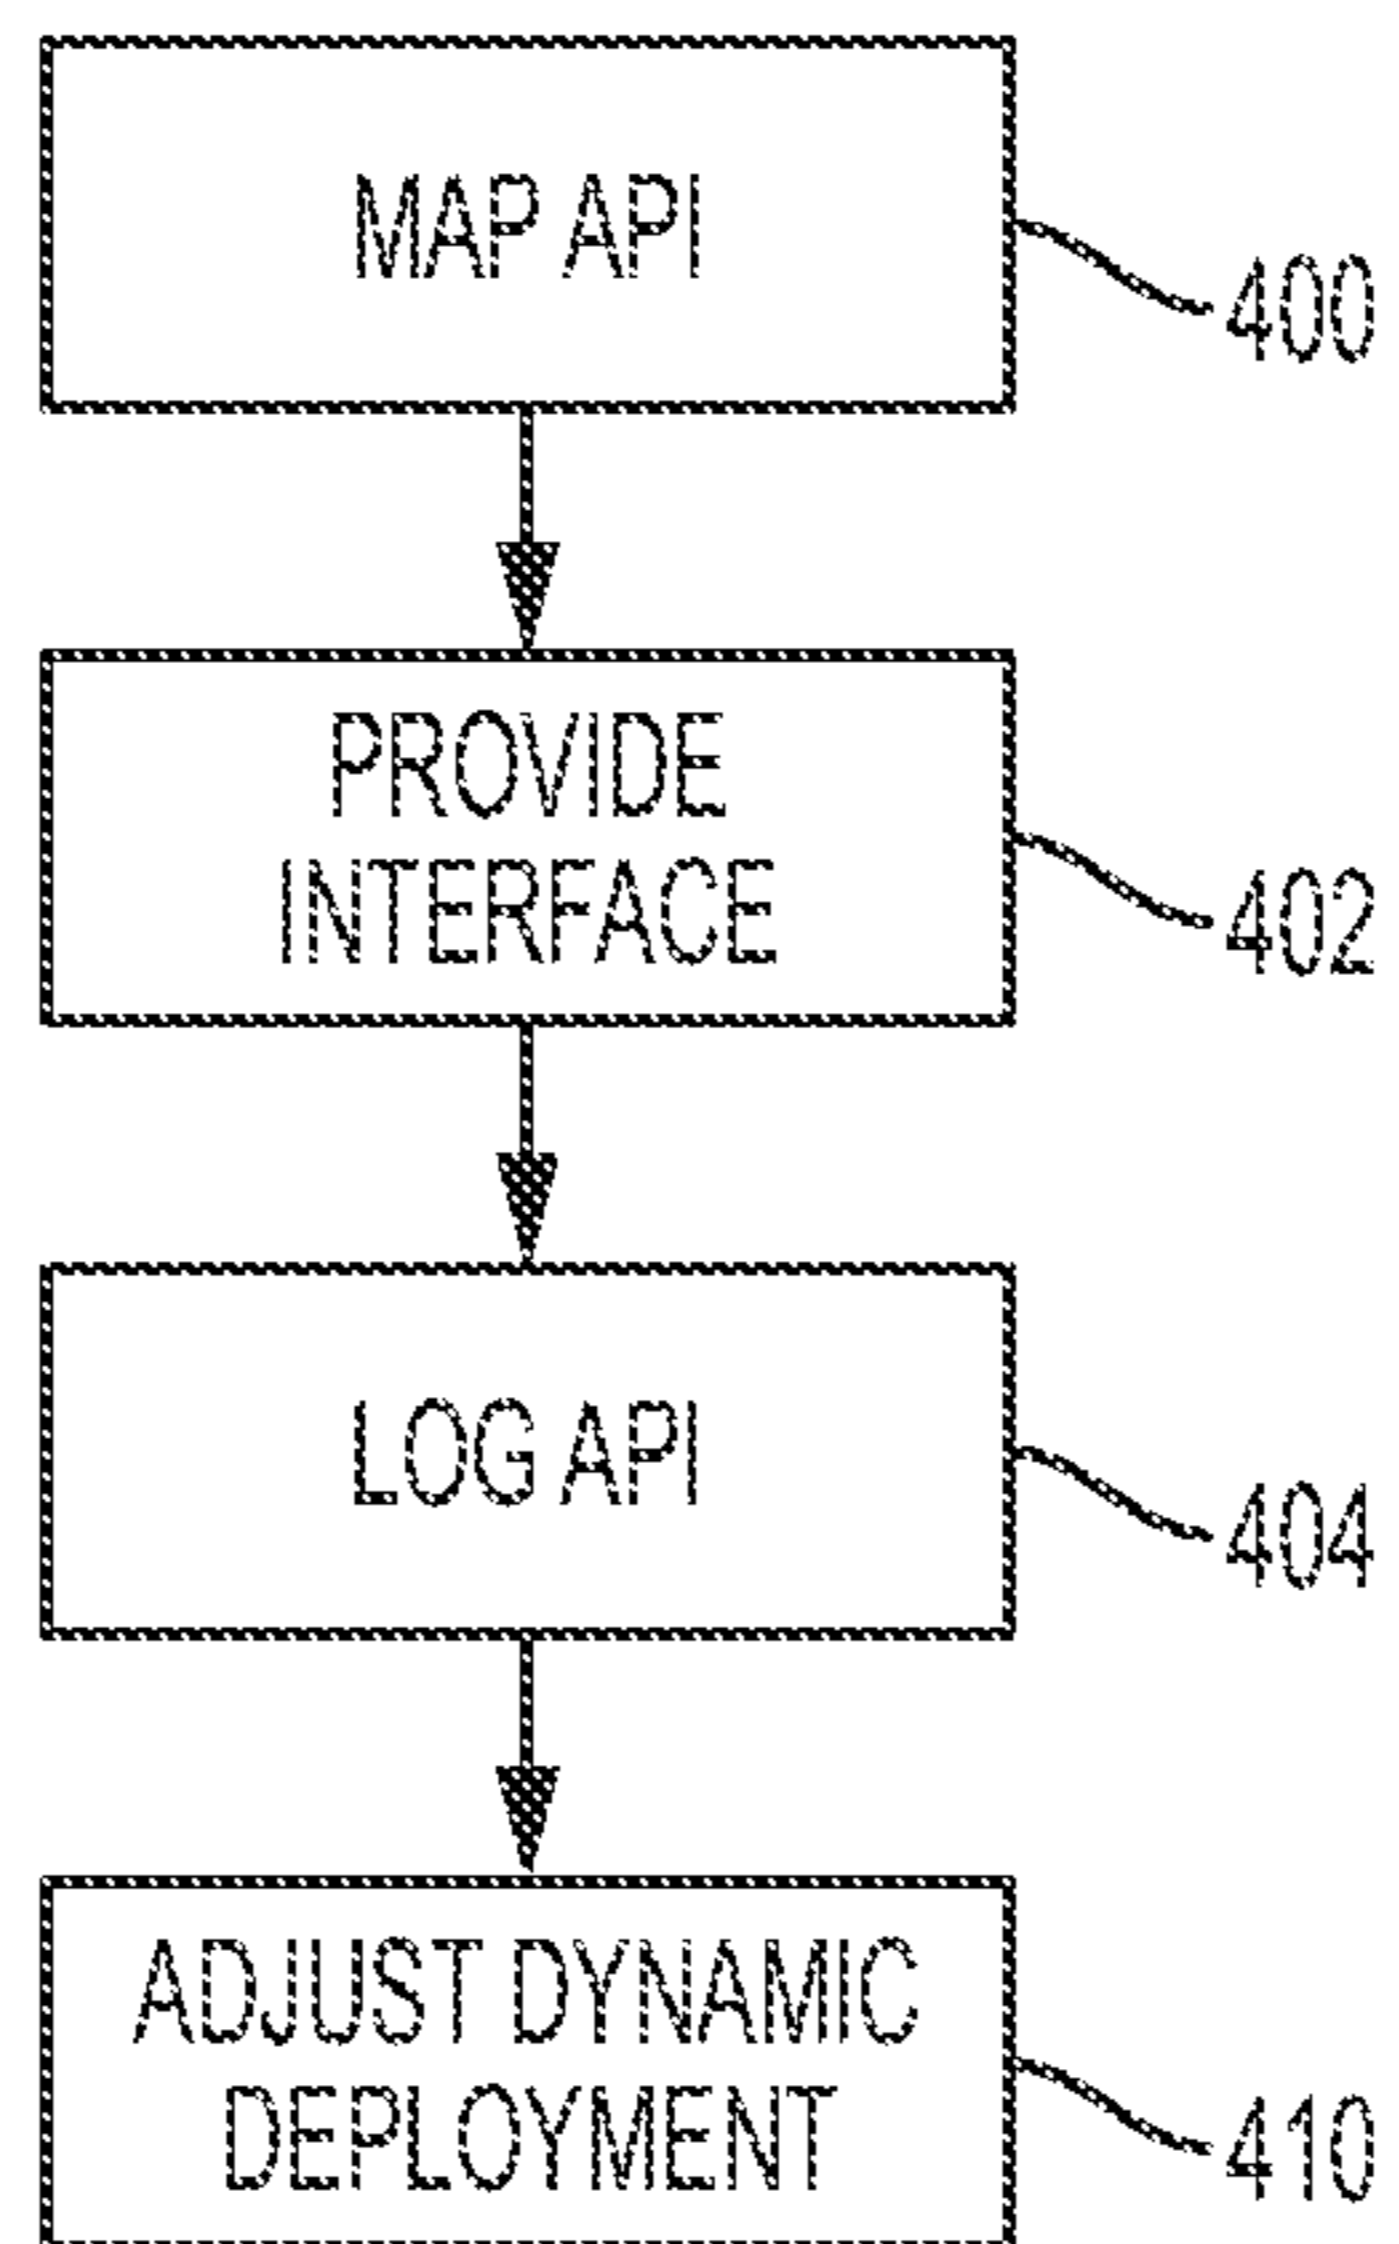 MAP API
400
PROVIDE
INTERFACE
402
LOG API
404
ADJUST DYNAMIC
DEPLOYMENT
410